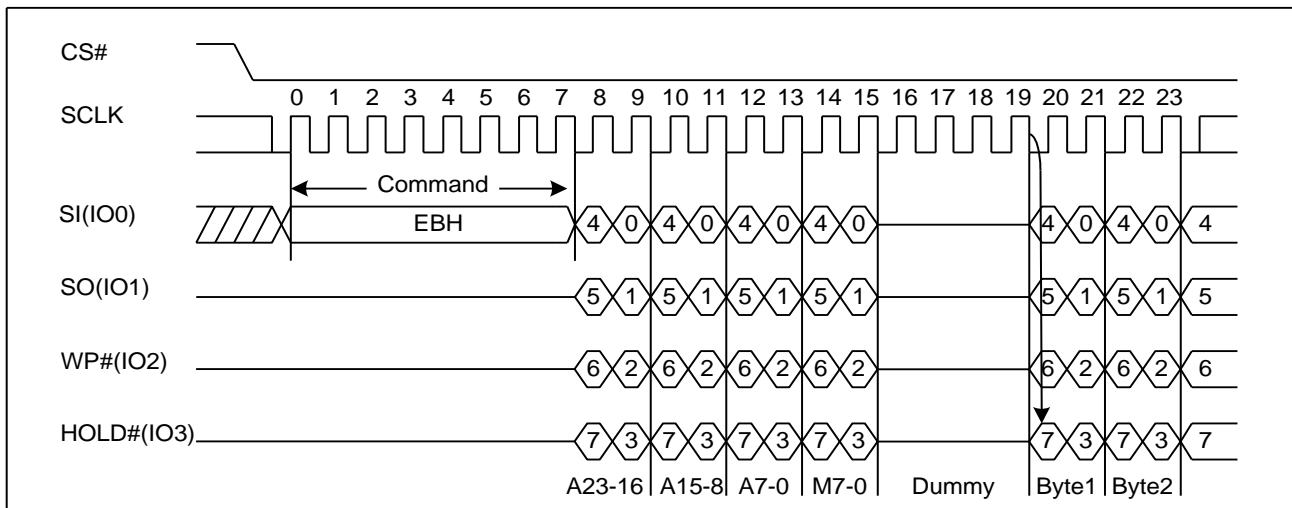 CS#
0 1 2 3 4 5 6 7 8 9 10 11 12 13 14 15 16 17 18 19 20 21 22 23
SCLK
Command
SI(IO0) EBH 4 0 4 0 4 0 4 0 4 0 4 0 4
SO(IO1) 5 1 5 1 5 1 5 1 5 1 5 1 5
WP#(IO2) 6 2 6 2 6 2 6 2 6 2 6 2 6
HOLD#(IO3) 7 3 7 3 7 3 7 3 7 3 7 3 7
A23-16 A15-8 A7-0 M7-0 Dummy Byte1 Byte2